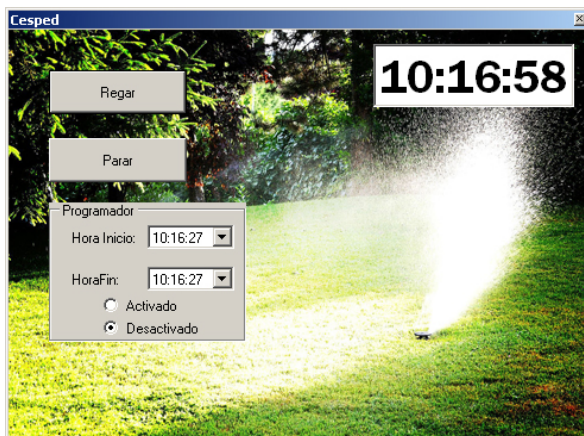 Cesped
10:16:58
Regar
Parar
Programador
Hora Inicio: 10:16:27
HoraFin: 10:16:27
Activado
Desactivado